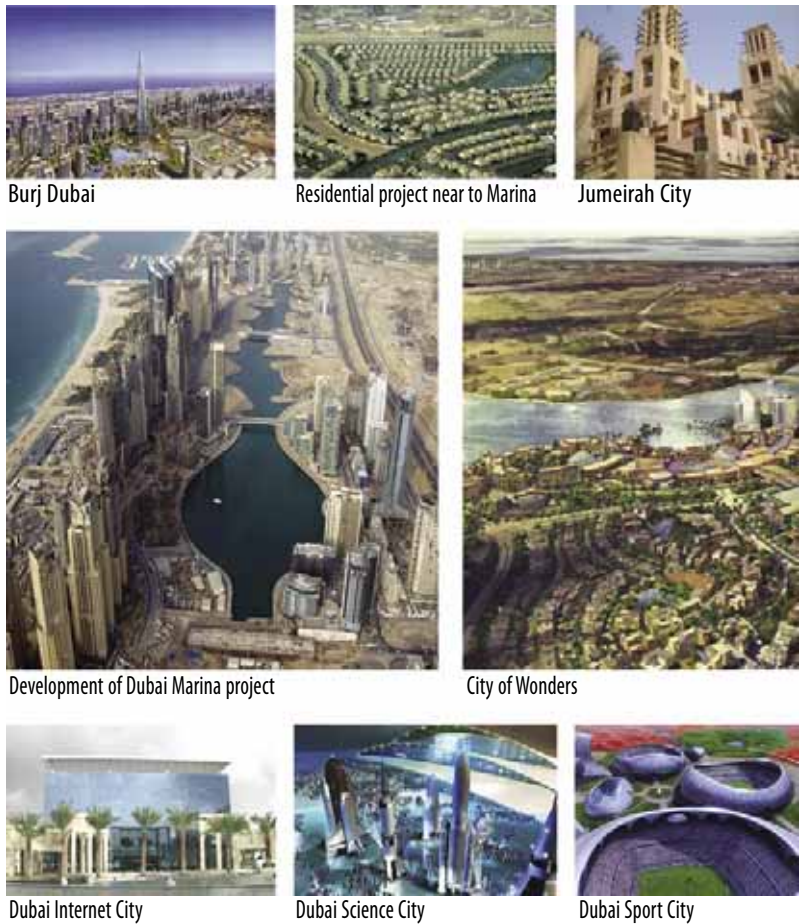 Burj Dubai
Residential project near to Marina
Jumeirah City
Development of Dubai Marina project
City of Wonders
Dubai Internet City
Dubai Science City
Dubai Sport City